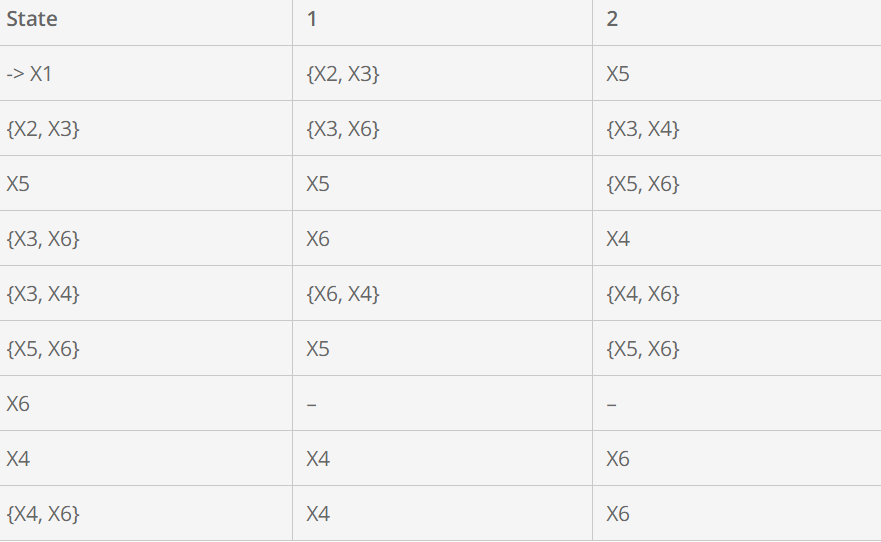 State 1 2
-> X1 {X2, X3} X5
{X2, X3} {X3, X6} {X3, X4}
X5 X5 {X5, X6}
{X3, X6} X6 X4
{X3, X4} {X6, X4} {X4, X6}
{X5, X6} X5 {X5, X6}
X6 – –
X4 X4 X6
{X4, X6} X4 X6